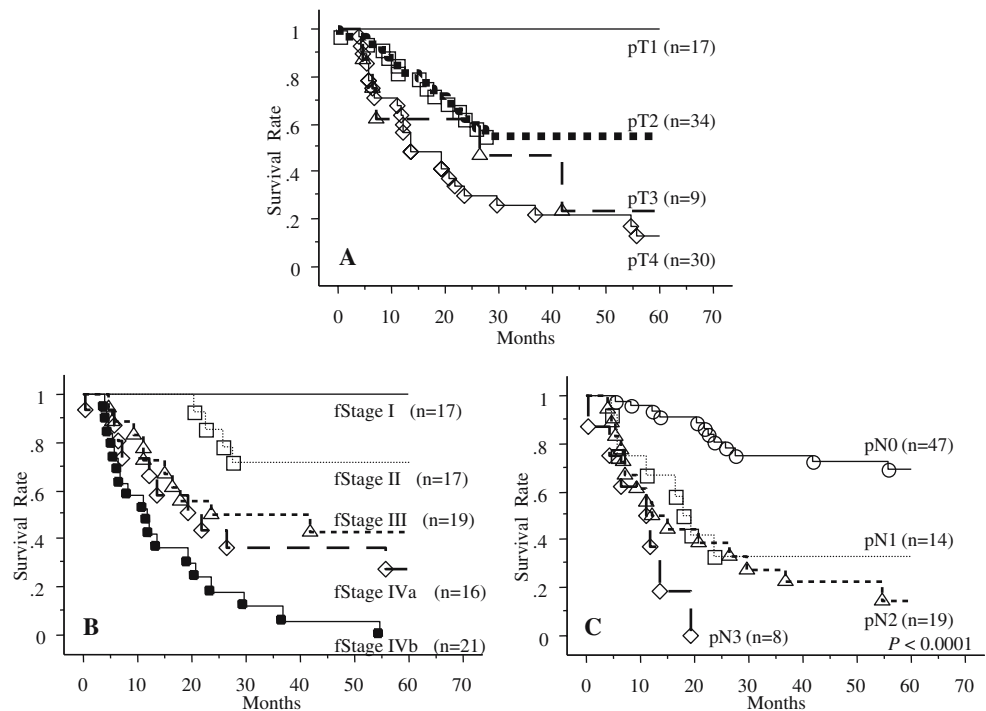 1
.8
.6
.4
.2
0
Survival Rate
pT1 (n=17)
pT2 (n=34)
pT3 (n=9)
pT4 (n=30)
A
0 10 20 30 40 50 60 70
Months
1
.8
.6
.4
.2
0
Survival Rate
fStage I (n=17)
fStage II (n=17)
fStage III (n=19)
fStage IVa (n=16)
fStage IVb (n=21)
B
0 10 20 30 40 50 60 70
Months
1
.8
.6
.4
.2
0
Survival Rate
pN0 (n=47)
pN1 (n=14)
pN2 (n=19)
pN3 (n=8)
P < 0.0001
C
0 10 20 30 40 50 60 70
Months